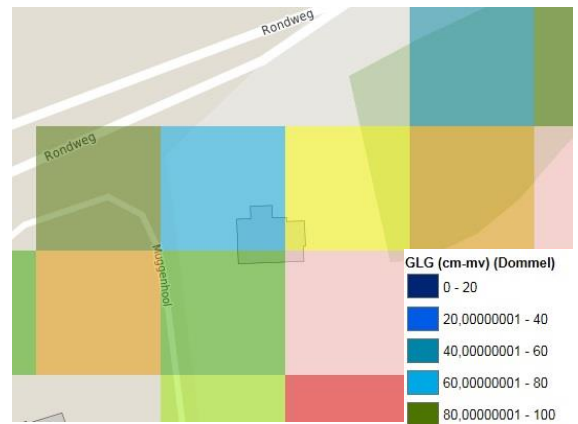 Rondweg
Rondweg
Muggenhool
GLG (cm-mv) (Dommel)
0 - 20
20,00000001 - 40
40,00000001 - 60
60,00000001 - 80
80,00000001 - 100